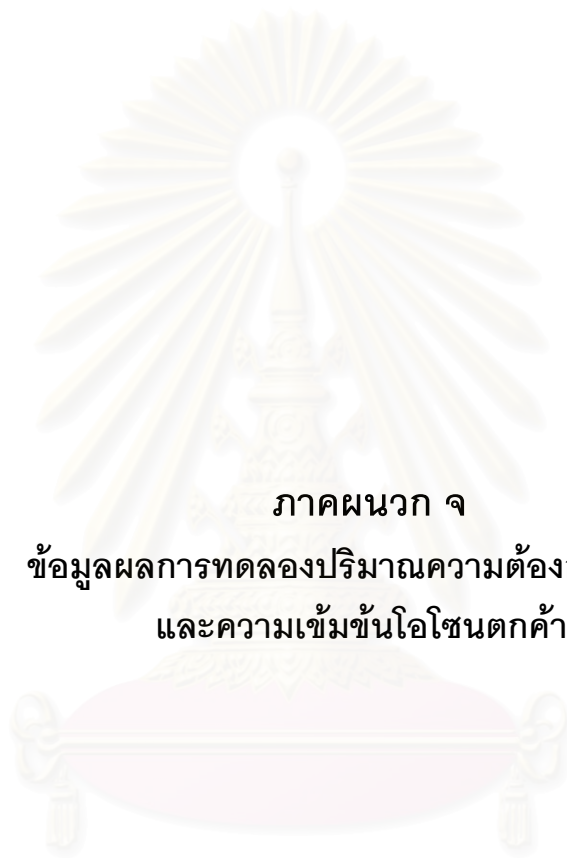 ภาคผนวก จ
ข้อมูลผลการทดลองปริมาณความต้อง
และความเข้มข้นโอโซนตกค้า